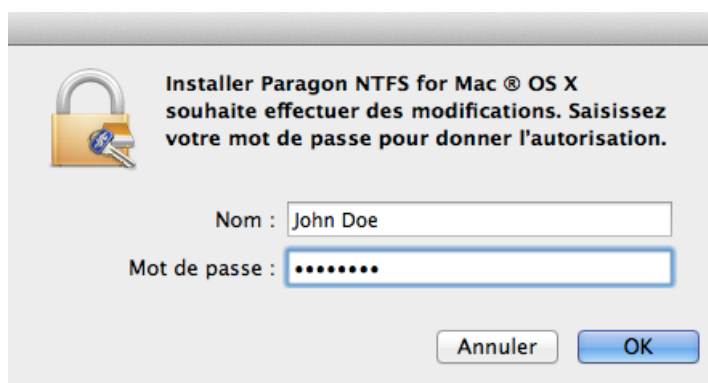 Installer Paragon NTFS for Mac ® OS X
souhaite effectuer des modifications. Saisissez
votre mot de passe pour donner l'autorisation.
Nom : John Doe
Mot de passe : ••••••••
Annuler OK